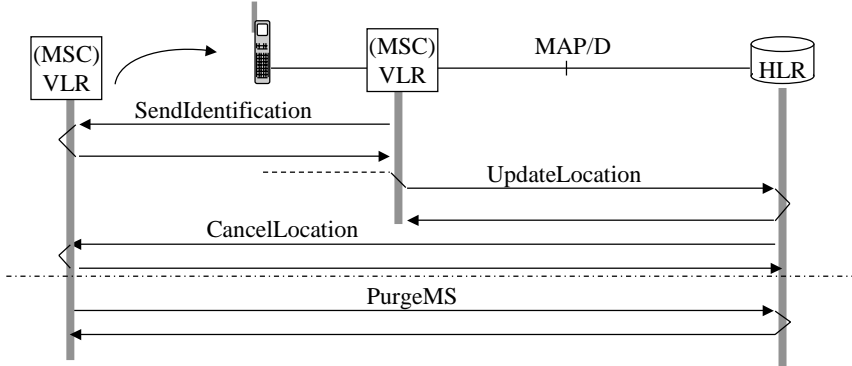 (MSC)
VLR
(MSC)
VLR
MAP/D
HLR
SendIdentification
UpdateLocation
CancelLocation
PurgeMS